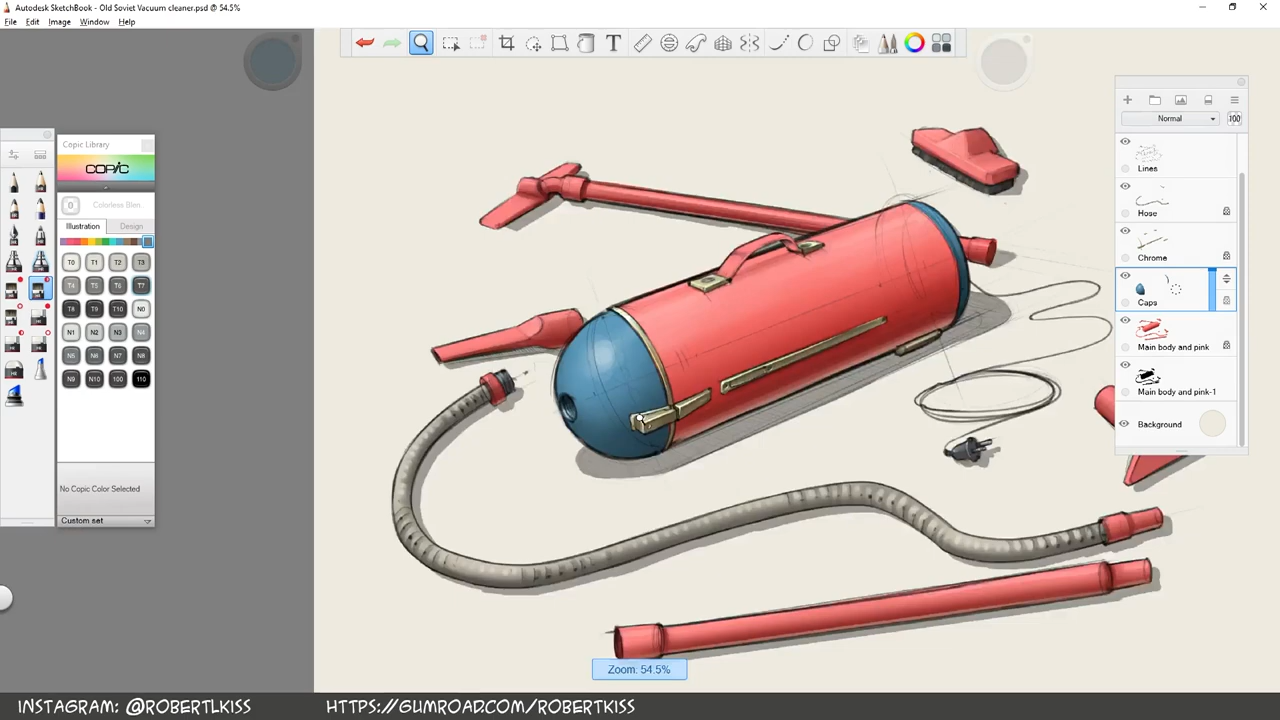 Autodesk SketchBook - Old Soviet Vacuum cleaner.psd @ 54.5%
File Edit Image Window Help
Copic Library
COPIC
0 Colorless Blen.
Illustration Design
T0 T1 T2 T3
T4 T5 T6 T7
T8 T9 T10 N0
N1 N2 N3 N4
N5 N6 N7 N8
N9 N10 100 110
No Copic Color Selected
Custom set
Normal 100
Lines
Hose
Chrome
Caps
Main body and pink
Main body and pink-1
Background
Zoom: 54.5%
INSTAGRAM: @ROBERTLKISS HTTPS://GUMROAD.COM/ROBERTKISS